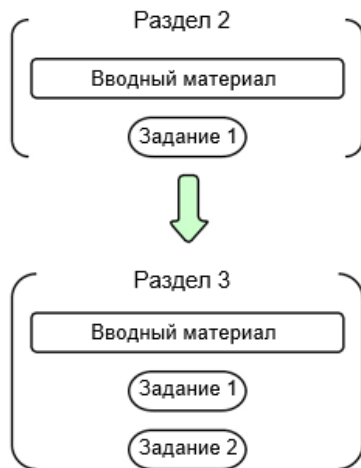 Раздел 2
Вводный материал
Задание 1
Раздел 3
Вводный материал
Задание 1
Задание 2